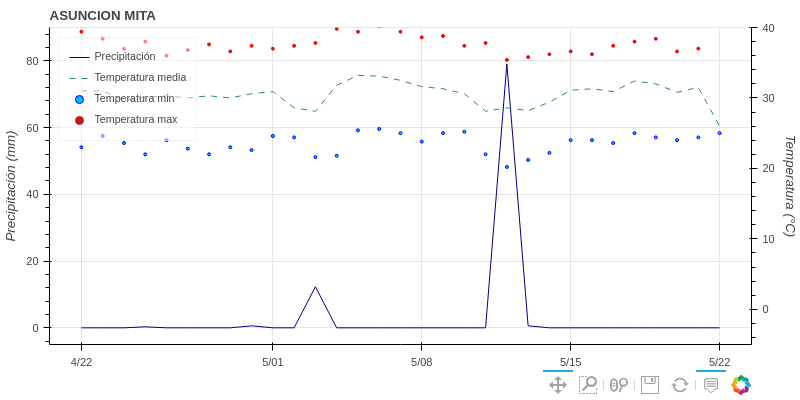 ASUNCION MITA
Precipitación
Temperatura media
Temperatura min
Temperatura max
Precipitación (mm)
80
60
40
20
0
Temperatura (°C)
40
30
20
10
0
4/22
5/01
5/08
5/15
5/22